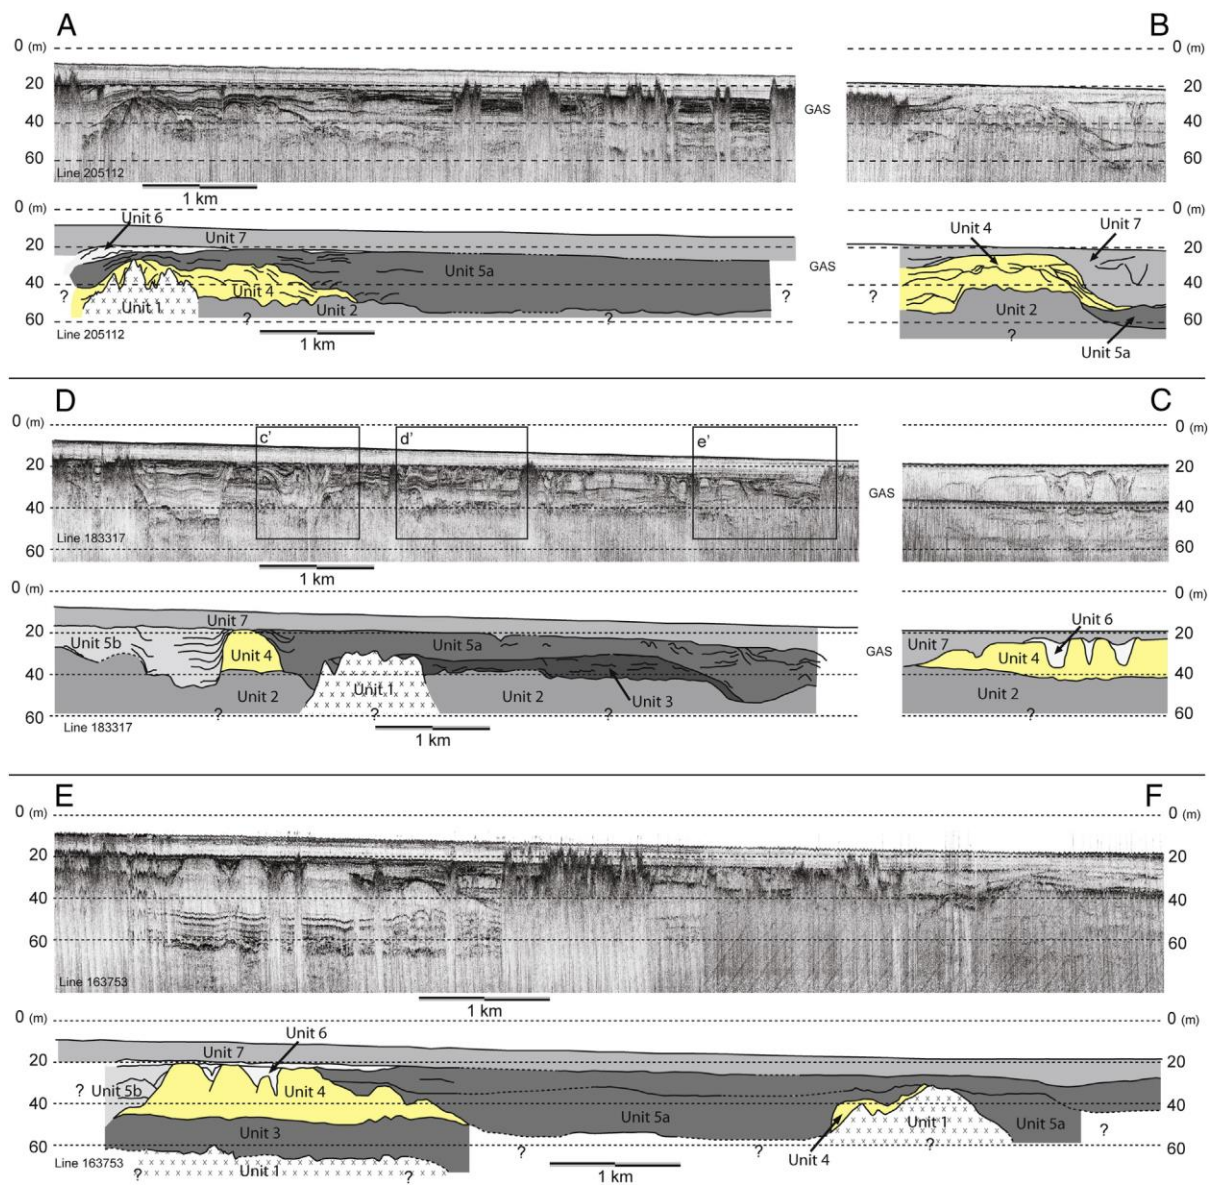 A B
0 (m) 0 (m)
20 20
40 GAS 40
60 60
Line 205112
1 km
0 (m) 0 (m)
Unit 6 Unit 4 Unit 7
20 Unit 7 20
Unit 5a GAS
40 ? Unit 4 ? ? 40
Unit 1 Unit 2 Unit 2
60 ? ? ? 60
Line 205112 Unit 5a
1 km
D C
0 (m) 0 (m)
c' d' e'
20 20
GAS
40 40
Line 183317
60 60
1 km
0 (m) 0 (m)
Unit 7 Unit 6
20 Unit 5b Unit 5a Unit 7 20
Unit 4 GAS Unit 4
40 40
Unit 2 Unit 1 Unit 2 Unit 3 Unit 2
60 ? ? ? ? 60
Line 183317
1 km
E F
0 (m) 0 (m)
20 20
40 40
60 60
Line 163753
1 km
0 (m) 0 (m)
Unit 6
20 Unit 7 20
? Unit 5b Unit 4
40 40
Unit 5a Unit 1 Unit 5a ?
Unit 3
60 ? ? ? 60
Line 163753 ? Unit 1 ? Unit 4
1 km